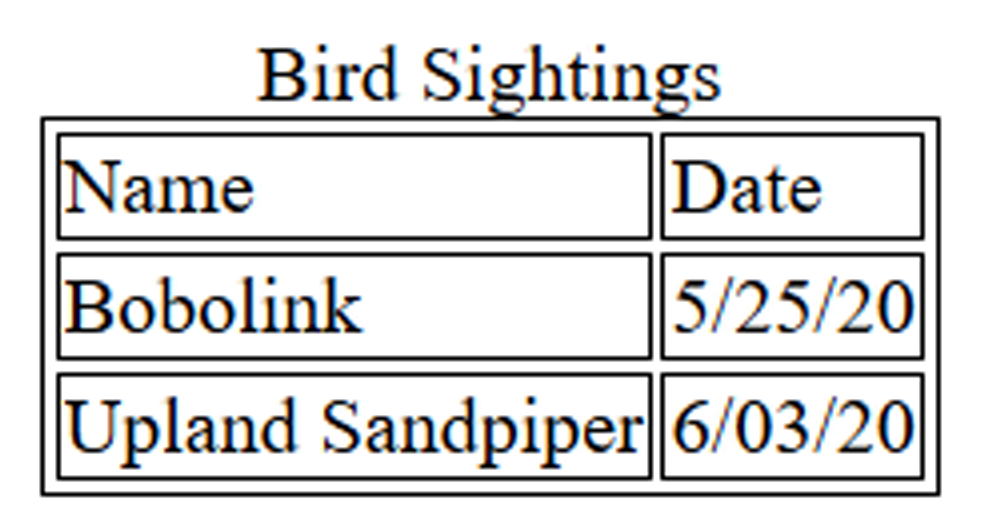 Bird Sightings
Name Date
Bobolink 5/25/20
Upland Sandpiper 6/03/20